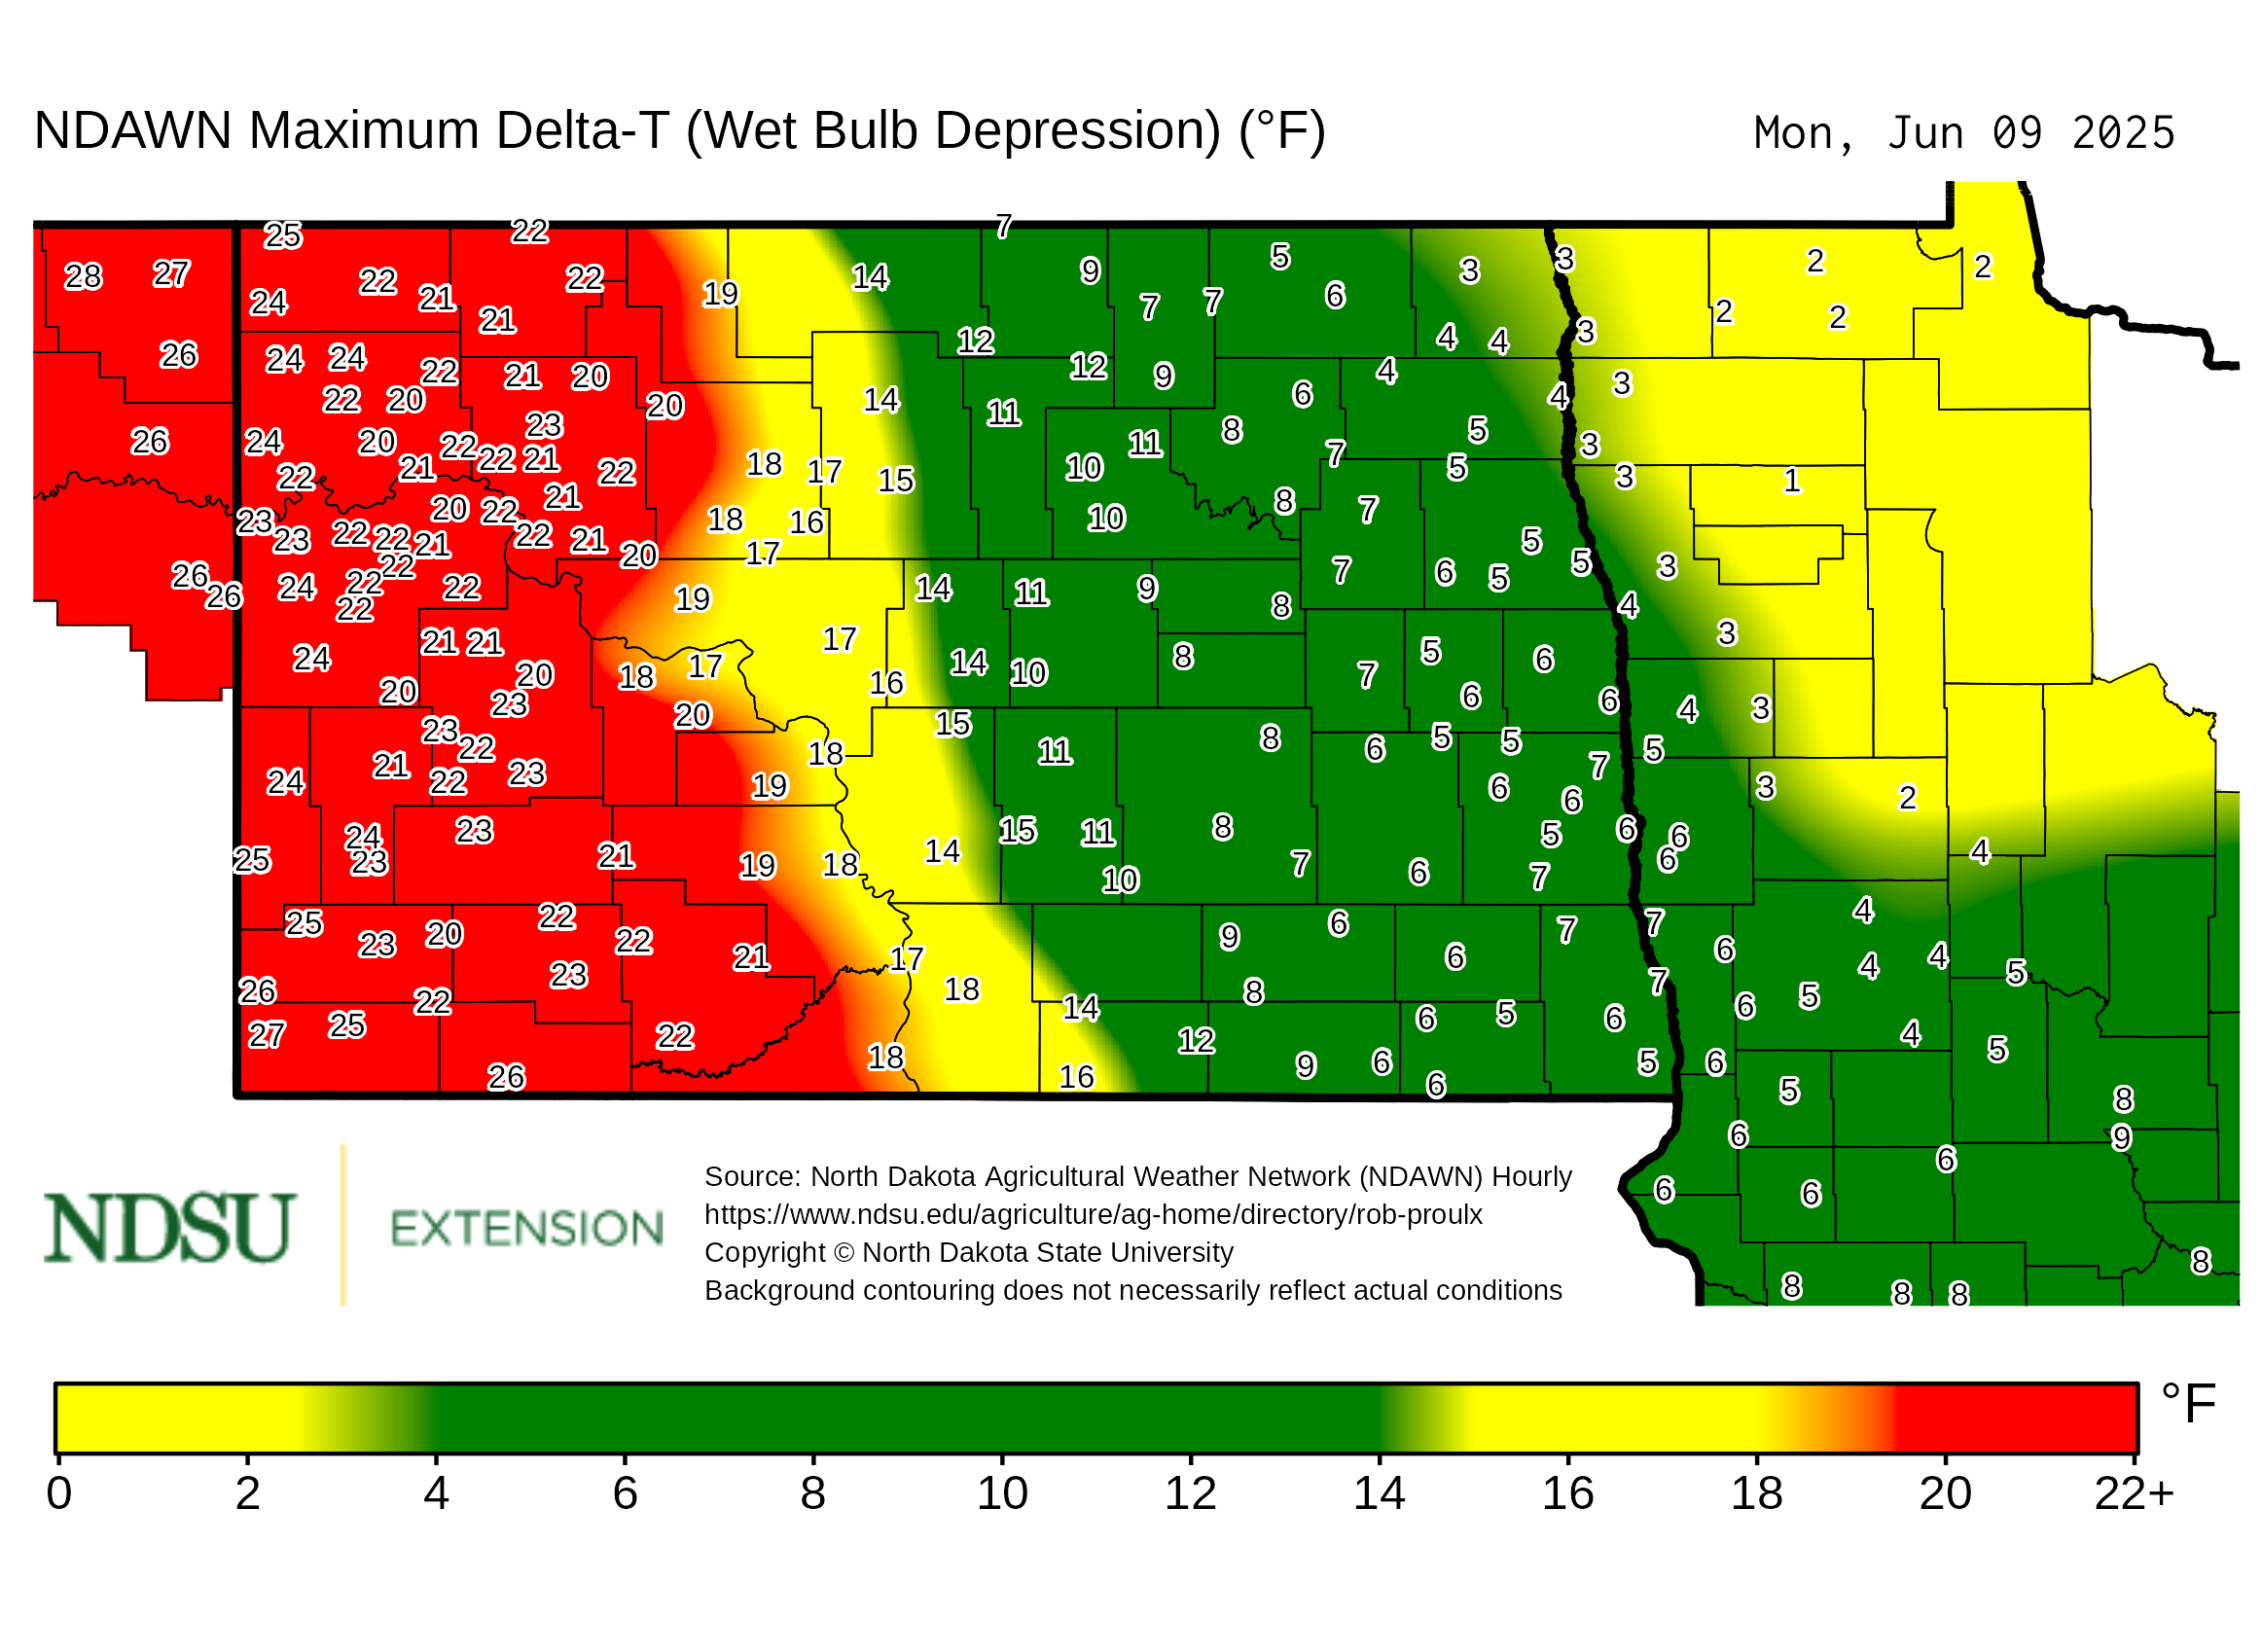 NDAWN Maximum Delta-T (Wet Bulb Depression) (°F) Mon, Jun 09 2025
7
25 22
5 3 2 2
28 27 22 22 14 9 6 3
24 21 19 7 7 2 2
21 12 4 4 3
26 24 24 22 21 20 12 9 4 3
22 20 20 14 11 6 4
23 8 5
26 24 20 22 22 21 18 17 11 7 3
22 21 22 15 10 5 3 1
20 22 21 8 7
23 22 22 21 22 18 16 10
23 21 20 17 5 5
26 24 22 22 22 14 11 9 7 6 5 3
26 22 19 8 4
21 21 17 3
24 20 18 17 14 10 8 5 6
20 23 20 16 7 6 6 4 3
23 22 15 8 5 5
21 18 11 6 7 5
24 22 23 19 6 6 3 2
24 23 15 11 8 5 6 6
25 23 21 19 18 14 7 6 4
10 6 7
25 22 6 7 7 4
23 20 22 21 17 9 6 6 4
23 4 5
26 22 18 8 7 5
27 25 22 14 12 6 5 6 6 4
18 9 6 5 6 5
26 16 6 5 8
6 9
6 6 6
8
8 8 8
NDSU EXTENSION
Source: North Dakota Agricultural Weather Network (NDAWN) Hourly
https://www.ndsu.edu/agriculture/ag-home/directory/rob-proulx
Copyright © North Dakota State University
Background contouring does not necessarily reflect actual conditions
°F
0 2 4 6 8 10 12 14 16 18 20 22+